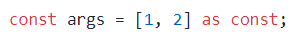 const args = [1, 2] as const;